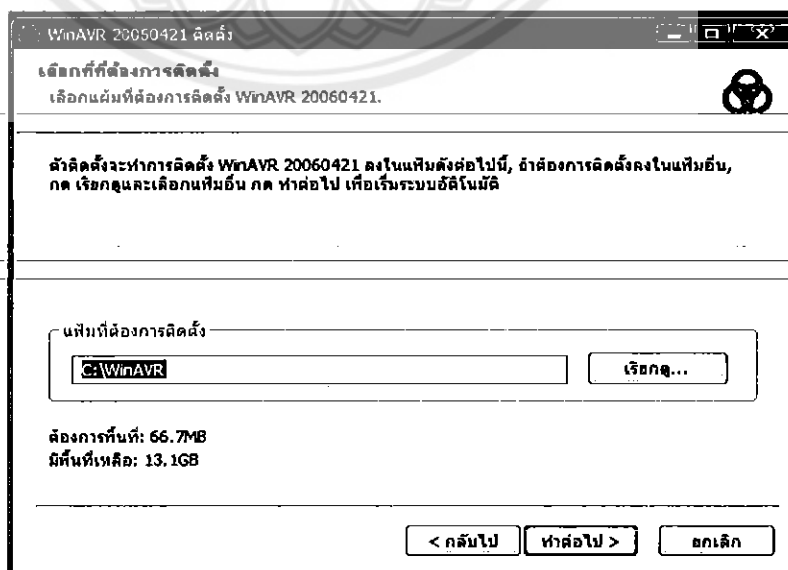 WinAVR 20060421 ติดตั้ง
เลือกที่ที่ต้องการติดตั้ง
เลือกแฟ้มที่ต้องการติดตั้ง WinAVR 20060421.
ตัวติดตั้งจะทำการติดตั้ง WinAVR 20060421 ลงในแฟ้มดังต่อไปนี้, ถ้าต้องการติดตั้งลงในแฟ้มอื่น,
กด เรียกดูและเลือกแฟ้มอื่น กด ทำต่อไป เพื่อเริ่มระบบอัติโนมัติ
แฟ้มที่ต้องการติดตั้ง
C:\WinAVR
เรียกดู...
ต้องการพื้นที่: 66.7MB
มีพื้นที่เหลือ: 13.1GB
< กลับไป ทำต่อไป > ยกเลิก